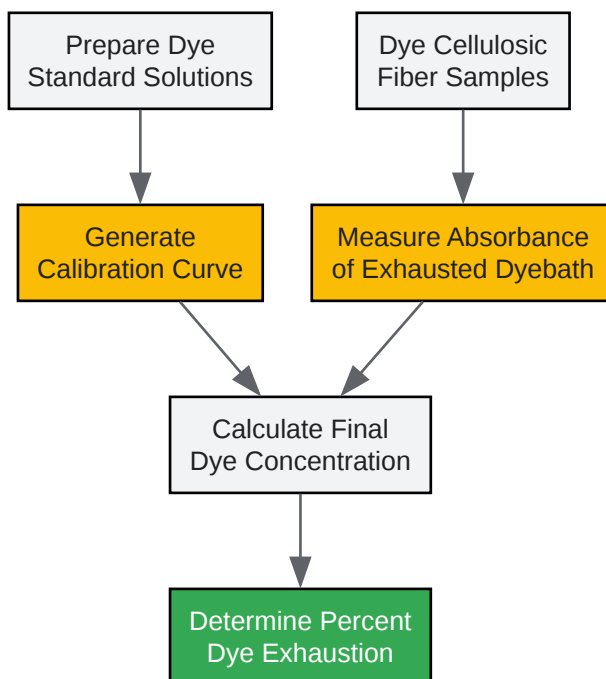 Prepare Dye
Standard Solutions
Dye Cellulosic
Fiber Samples
Generate
Calibration Curve
Measure Absorbance
of Exhausted Dyebath
Calculate Final
Dye Concentration
Determine Percent
Dye Exhaustion